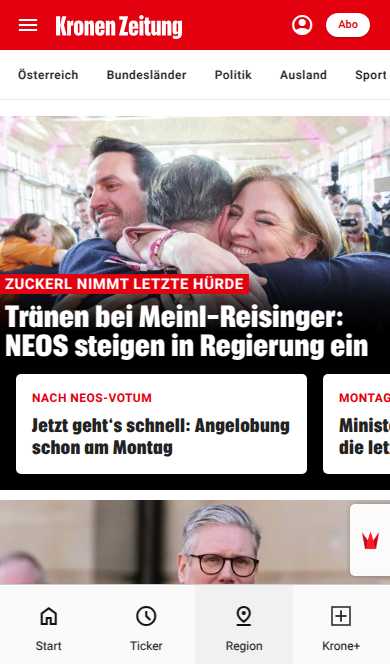 Kronen Zeitung
Abo
Österreich Bundesländer Politik Ausland Sport
ZUCKERL NIMMT LETZTE HÜRDE
Tränen bei Meinl-Reisinger:
NEOS steigen in Regierung ein
NACH NEOS-VOTUM
Jetzt geht's schnell: Angelobung
schon am Montag
MONTAG
die let
Start Ticker Region Krone+